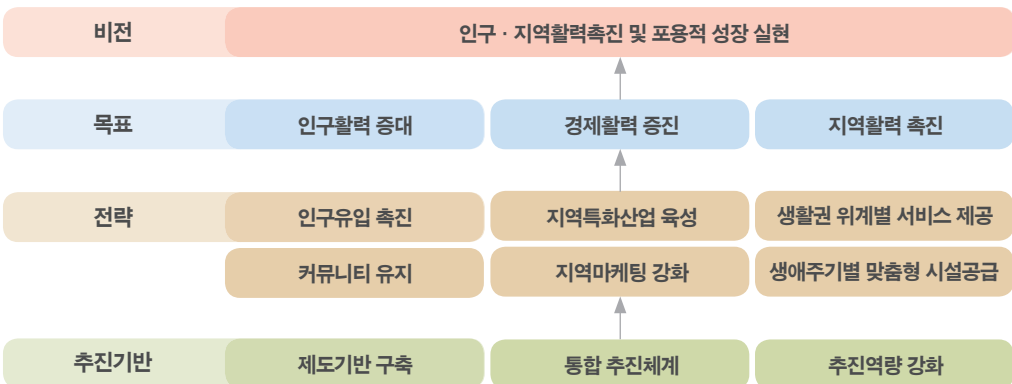 비전
인구 · 지역활력촉진 및 포용적 성장 실현
목표
인구활력 증대
경제활력 증진
지역활력 촉진
전략
인구유입 촉진
지역특화산업 육성
생활권 위계별 서비스 제공
커뮤니티 유지
지역마케팅 강화
생애주기별 맞춤형 시설공급
추진기반
제도기반 구축
통합 추진체계
추진역량 강화